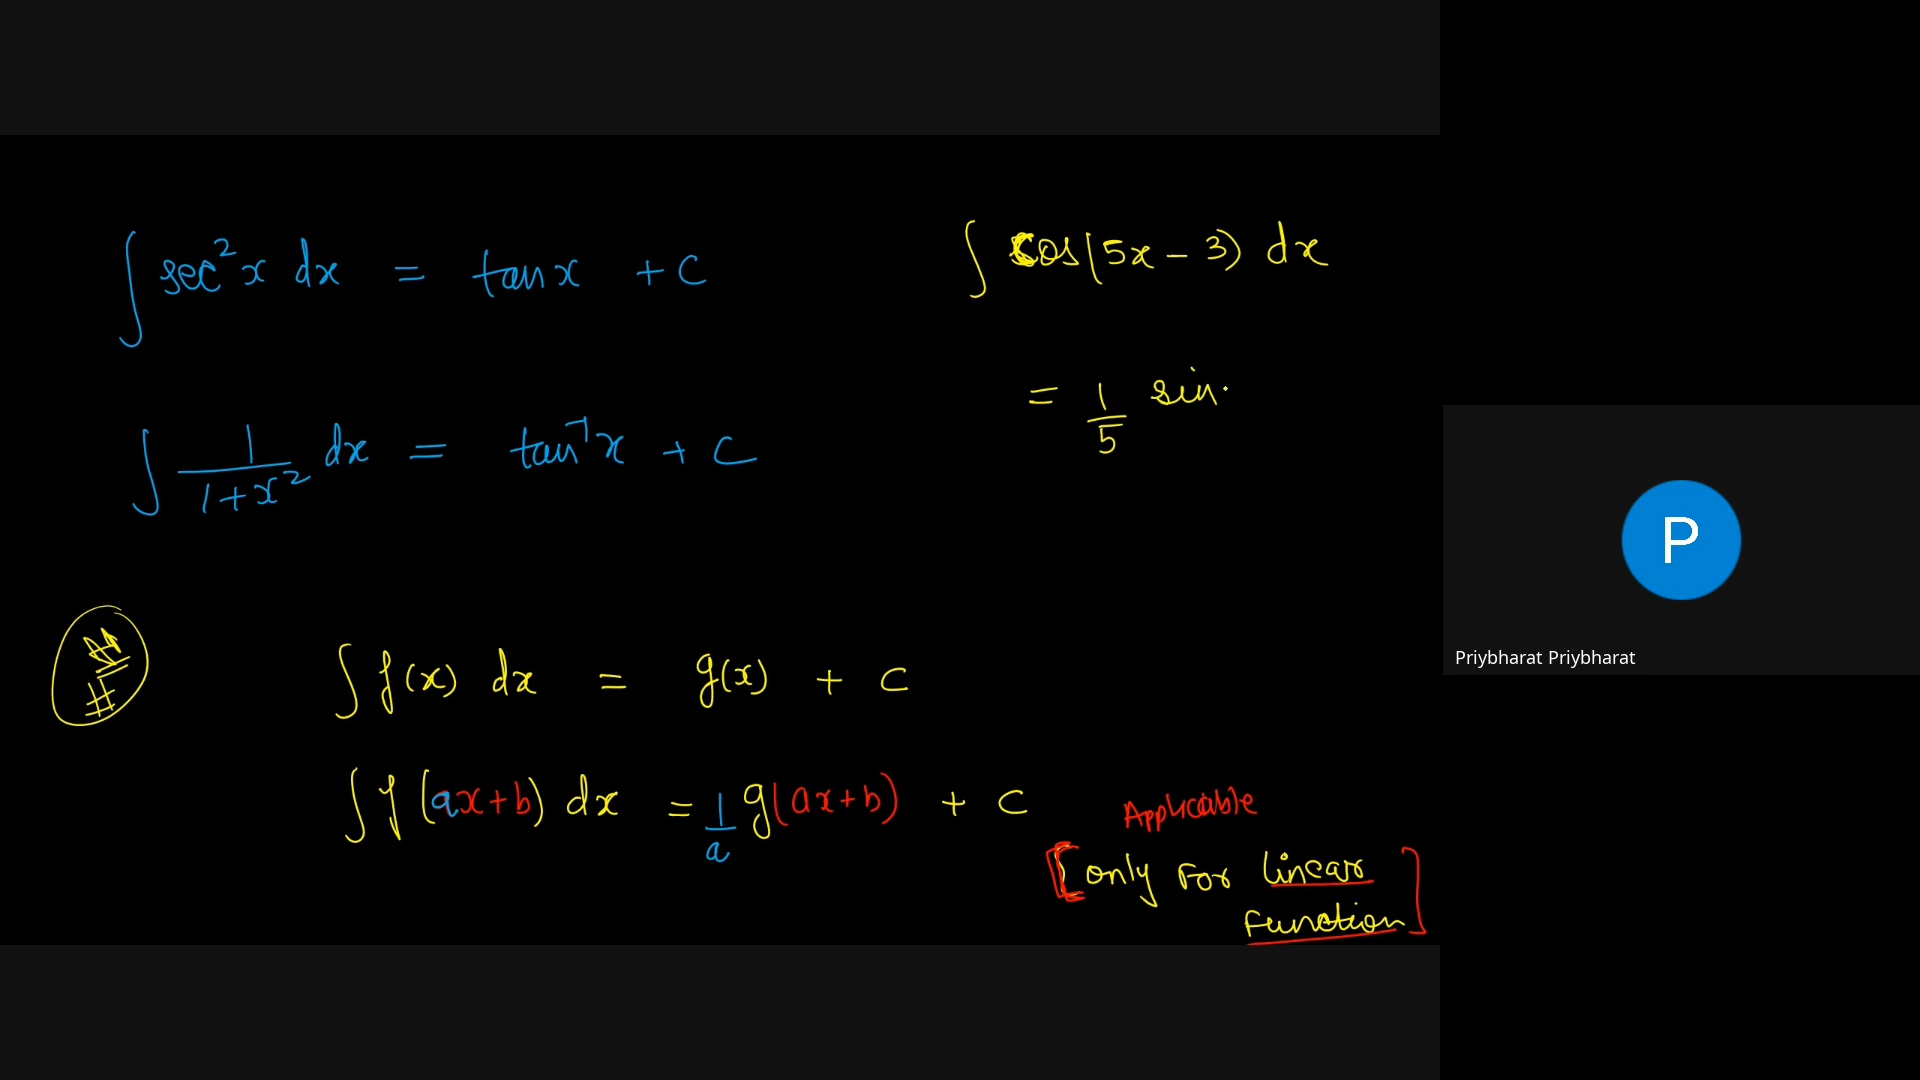 ∫ sec²x dx = tan x + c
∫ 1/(1+x²) dx = tan⁻¹x + c
∫ cos(5x − 3) dx
= 1/5 sin
#
∫ f(x) dx = g(x) + c
∫ f(ax+b) dx = 1/a g(ax+b) + c
Applicable
[only for linear
function]
P
Priybharat Priybharat